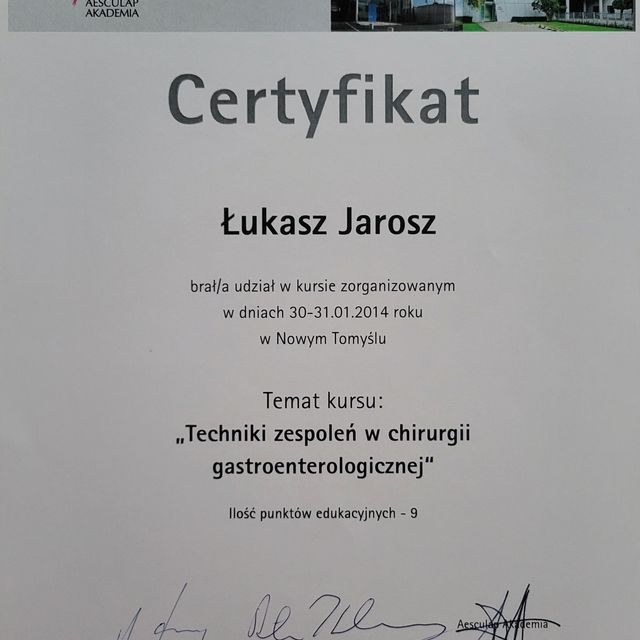 AESCULAP
AKADEMIA
Certyfikat
Łukasz Jarosz
brał/a udział w kursie zorganizowanym
w dniach 30-31.01.2014 roku
w Nowym Tomyślu
Temat kursu:
„Techniki zespoleń w chirurgii
gastroenterologicznej“
Ilość punktów edukacyjnych - 9
Aesculap Akademia